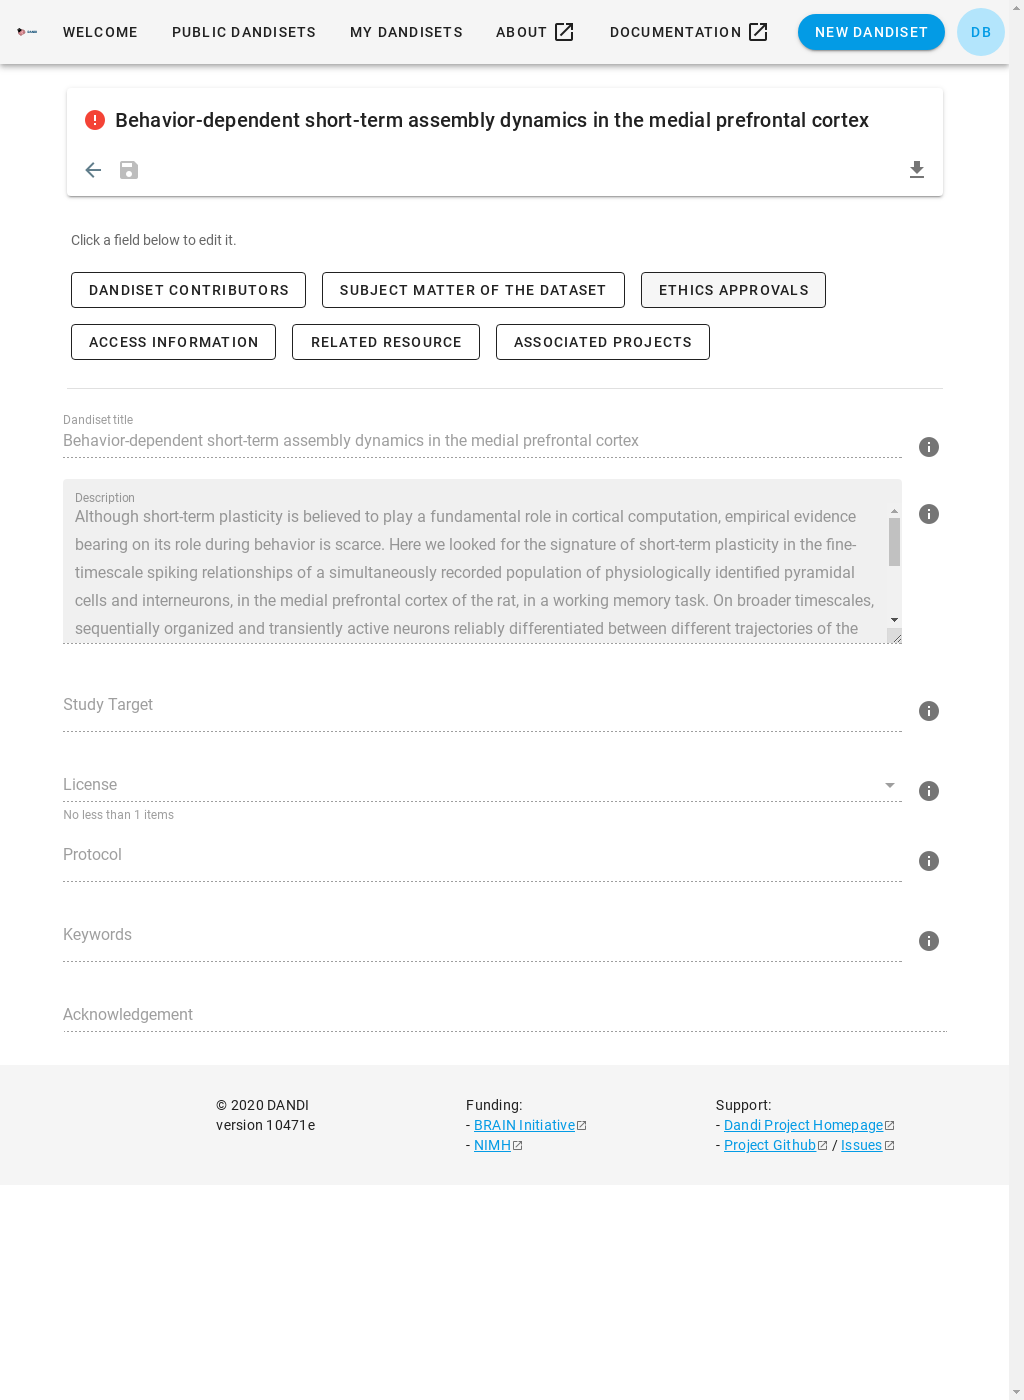 DANDI
WELCOME
PUBLIC DANDISETS
MY DANDISETS
ABOUT
DOCUMENTATION
NEW DANDISET
DB
Behavior-dependent short-term assembly dynamics in the medial prefrontal cortex
Click a field below to edit it.
DANDISET CONTRIBUTORS
SUBJECT MATTER OF THE DATASET
ETHICS APPROVALS
ACCESS INFORMATION
RELATED RESOURCE
ASSOCIATED PROJECTS
Dandiset title
Behavior-dependent short-term assembly dynamics in the medial prefrontal cortex
Description
Although short-term plasticity is believed to play a fundamental role in cortical computation, empirical evidence
bearing on its role during behavior is scarce. Here we looked for the signature of short-term plasticity in the fine-
timescale spiking relationships of a simultaneously recorded population of physiologically identified pyramidal
cells and interneurons, in the medial prefrontal cortex of the rat, in a working memory task. On broader timescales,
sequentially organized and transiently active neurons reliably differentiated between different trajectories of the
Study Target
License
No less than 1 items
Protocol
Keywords
Acknowledgement
© 2020 DANDI
version 10471e
Funding:
- BRAIN Initiative
- NIMH
Support:
- Dandi Project Homepage
- Project Github / Issues